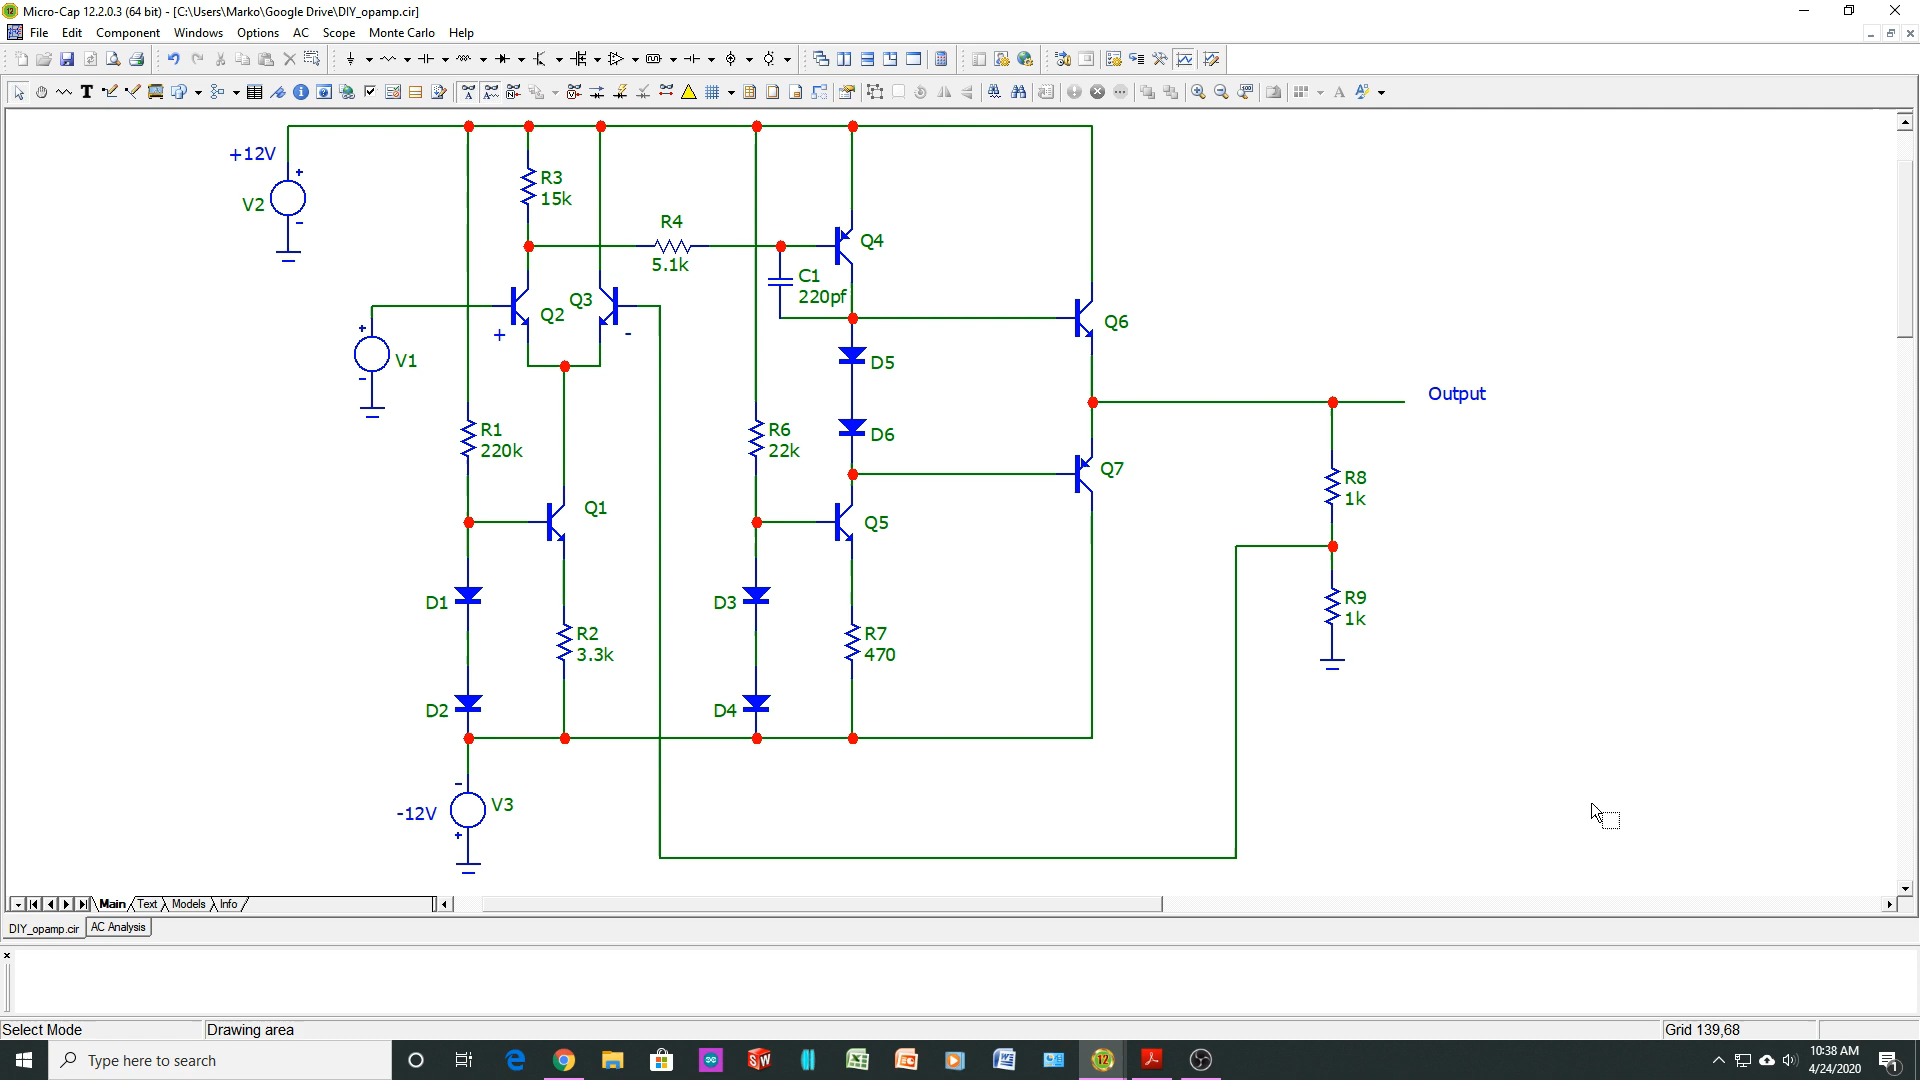 Micro-Cap 12.2.0.3 (64 bit) - [C:\Users\Marko\Google Drive\DIY_opamp.cir]
File Edit Component Windows Options AC Scope Monte Carlo Help
+12V
V2
+
-
R3
15k
R4
5.1k
Q4
C1
220pf
Q2
Q3
+
-
V1
+
-
Q6
D5
D6
Output
R1
220k
R6
22k
Q7
R8
1k
Q1
Q5
D1
D3
R9
1k
R2
3.3k
R7
470
D2
D4
-12V
V3
-
+
Main Text Models Info
DIY_opamp.cir AC Analysis
Select Mode Drawing area Grid 139,68
Type here to search
10:38 AM
4/24/2020